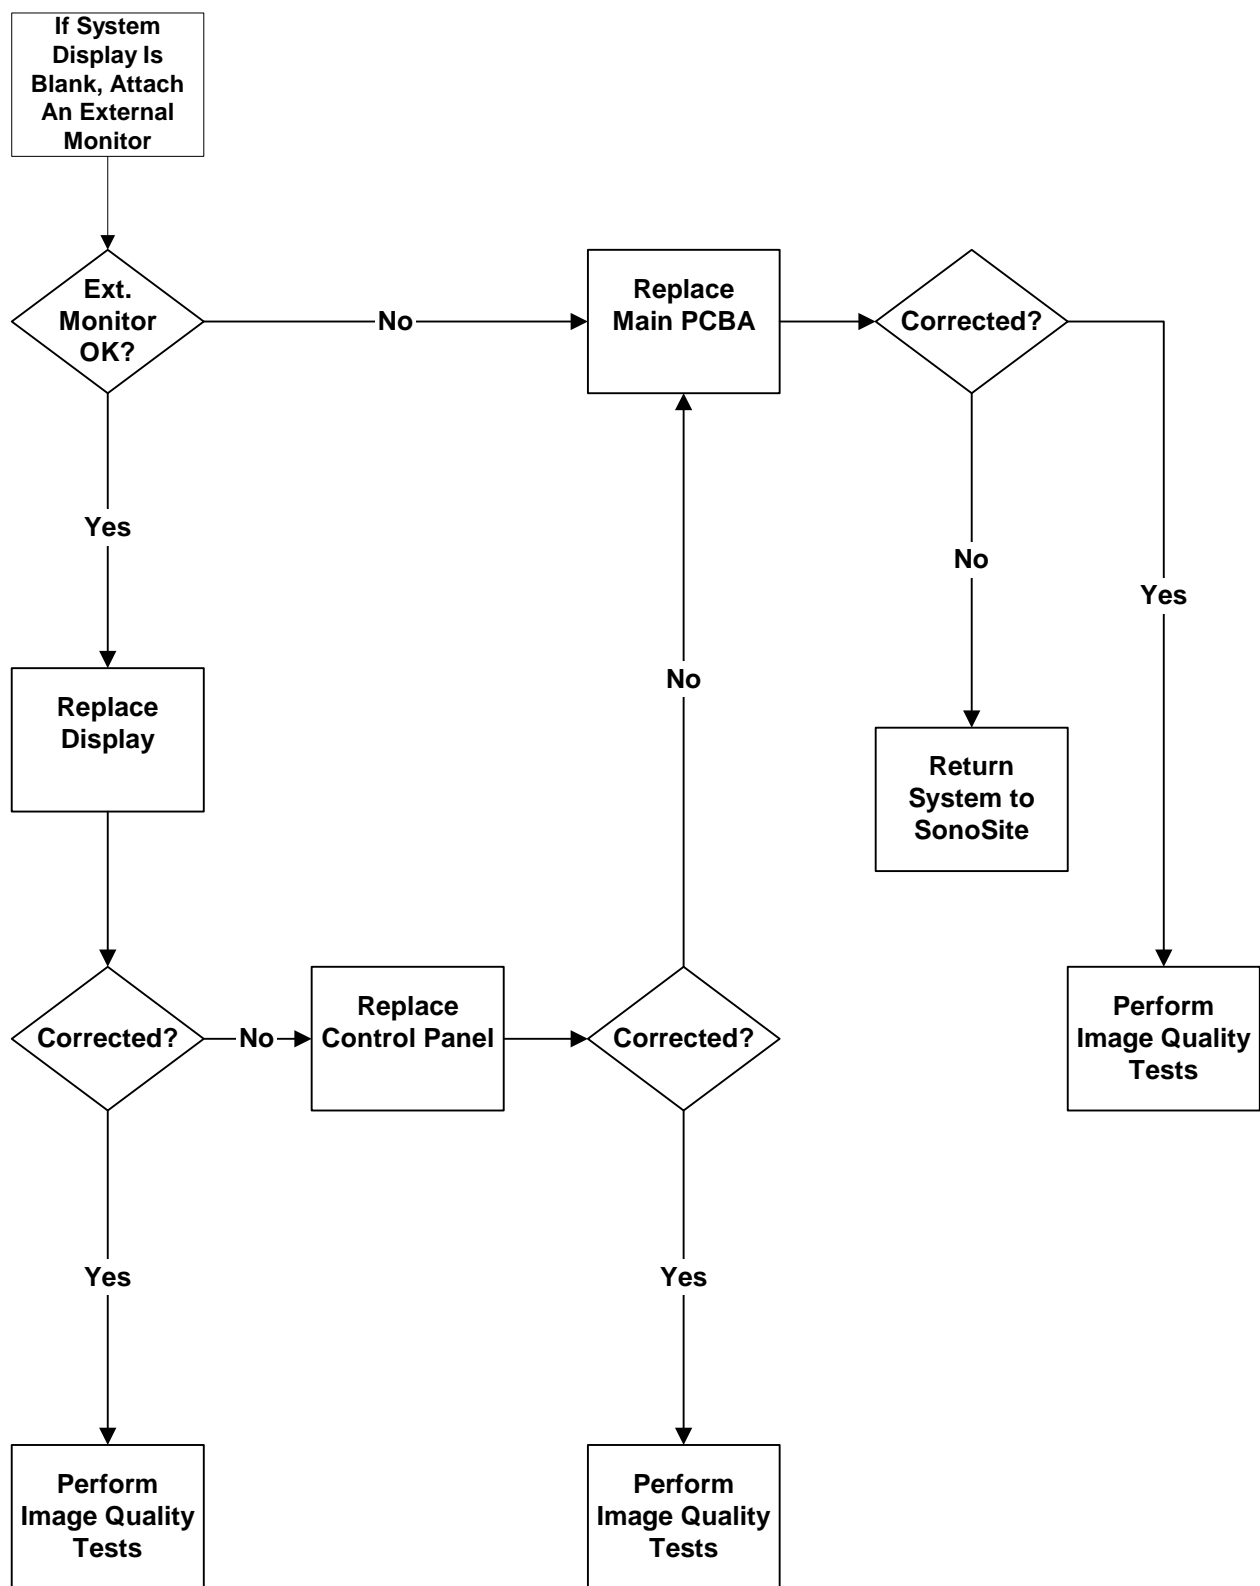 If System
Display Is
Blank, Attach
An External
Monitor
Ext.
Monitor
OK?
No
Replace
Main PCBA
Corrected?
Yes
No
Yes
No
Replace
Display
Return
System to
SonoSite
Corrected?
No
Replace
Control Panel
Corrected?
Perform
Image Quality
Tests
Yes
Yes
Perform
Image Quality
Tests
Perform
Image Quality
Tests